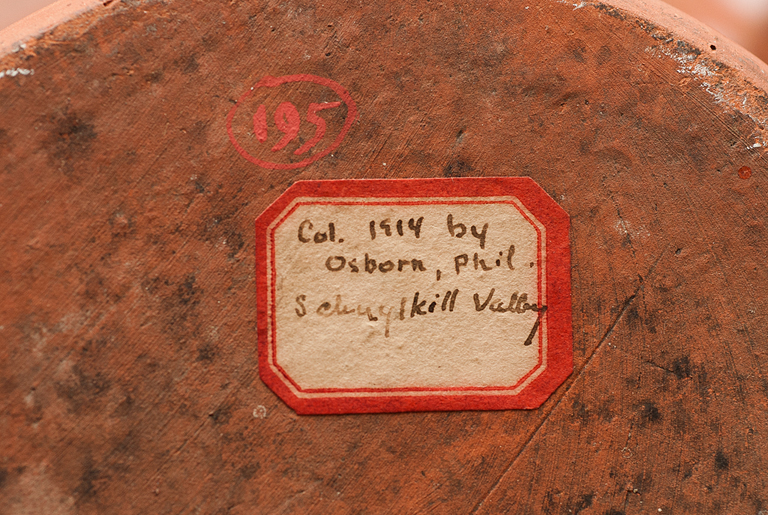 195
Col. 1914 by
Osborn, Phil.
Schuylkill Valley